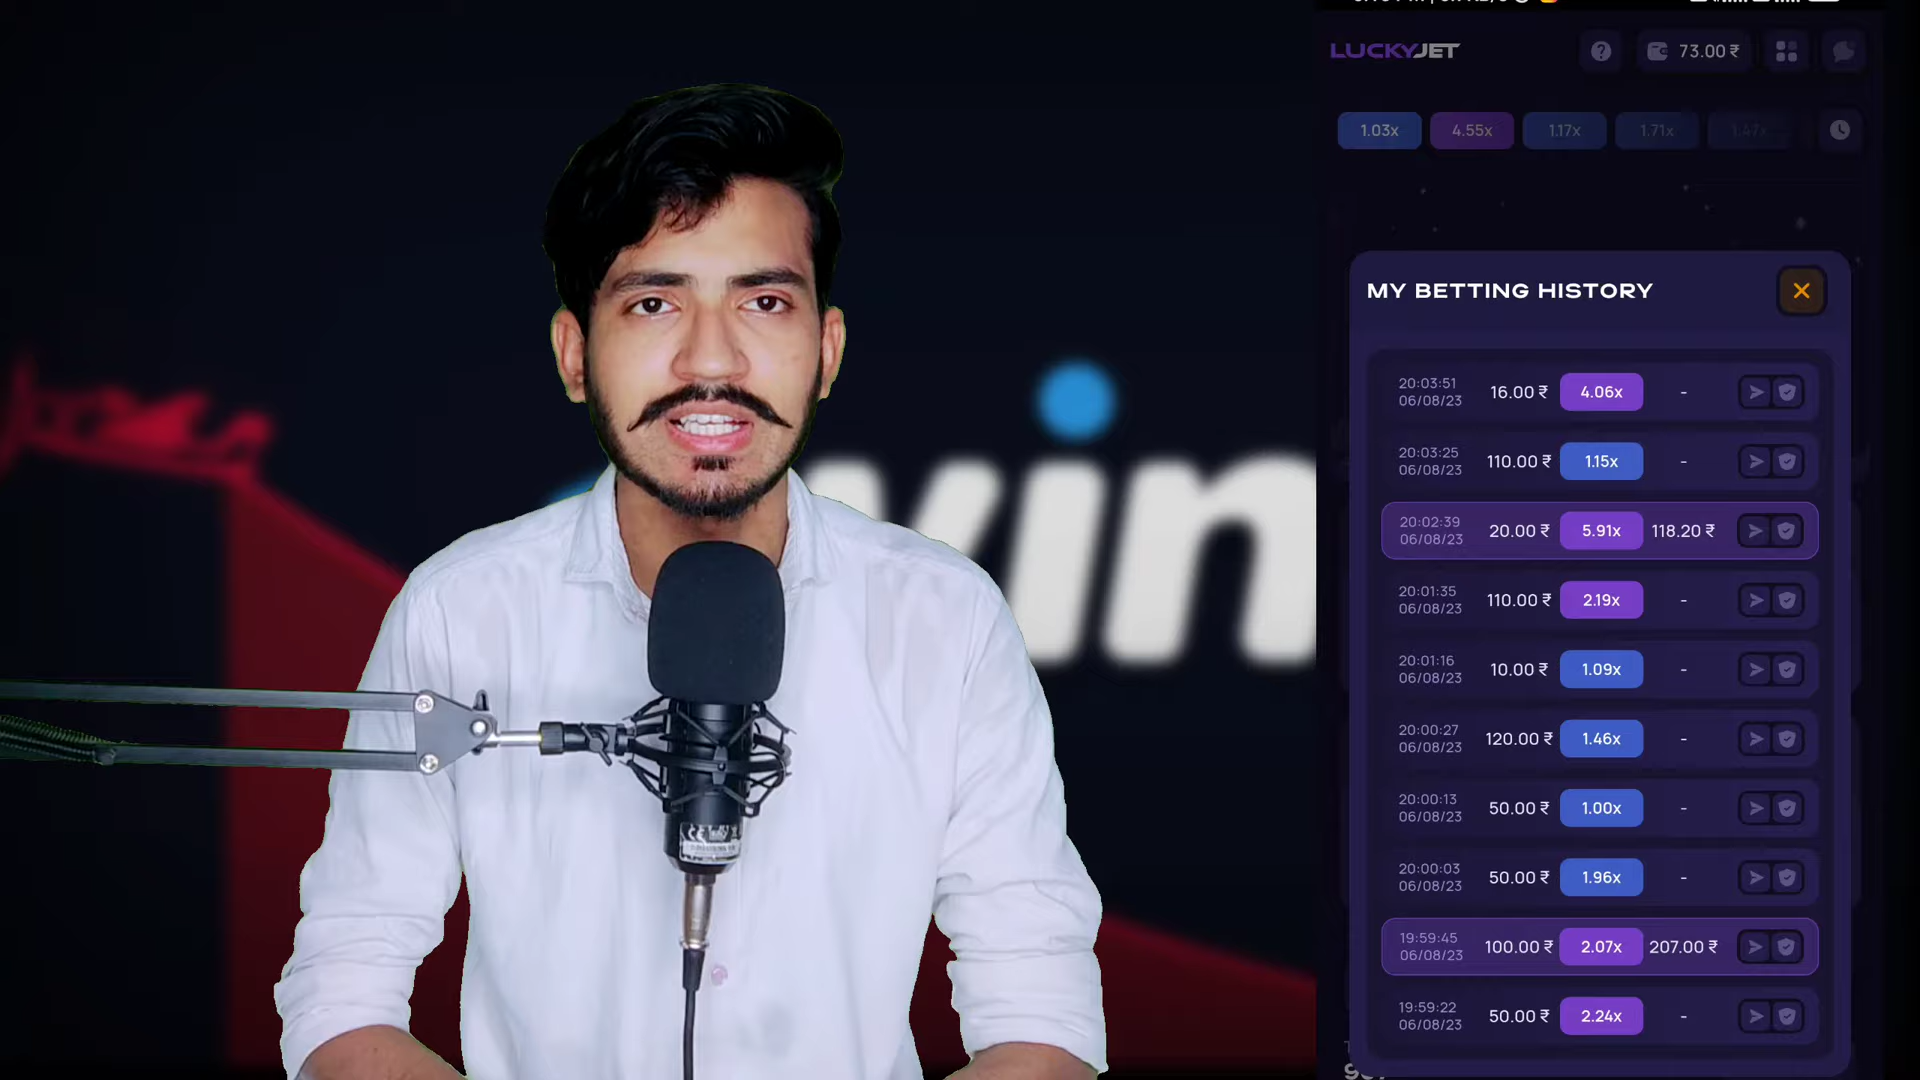 LUCKYJET
73.00 ₹
1.03x 4.55x 1.17x 1.71x 1.47x
win
MY BETTING HISTORY
20:03:51
06/08/23
16.00 ₹ 4.06x -
20:03:25
06/08/23
110.00 ₹ 1.15x -
20:02:39
06/08/23
20.00 ₹ 5.91x 118.20 ₹
20:01:35
06/08/23
110.00 ₹ 2.19x -
20:01:16
06/08/23
10.00 ₹ 1.09x -
20:00:27
06/08/23
120.00 ₹ 1.46x -
20:00:13
06/08/23
50.00 ₹ 1.00x -
20:00:03
06/08/23
50.00 ₹ 1.96x -
19:59:45
06/08/23
100.00 ₹ 2.07x 207.00 ₹
19:59:22
06/08/23
50.00 ₹ 2.24x -
CE